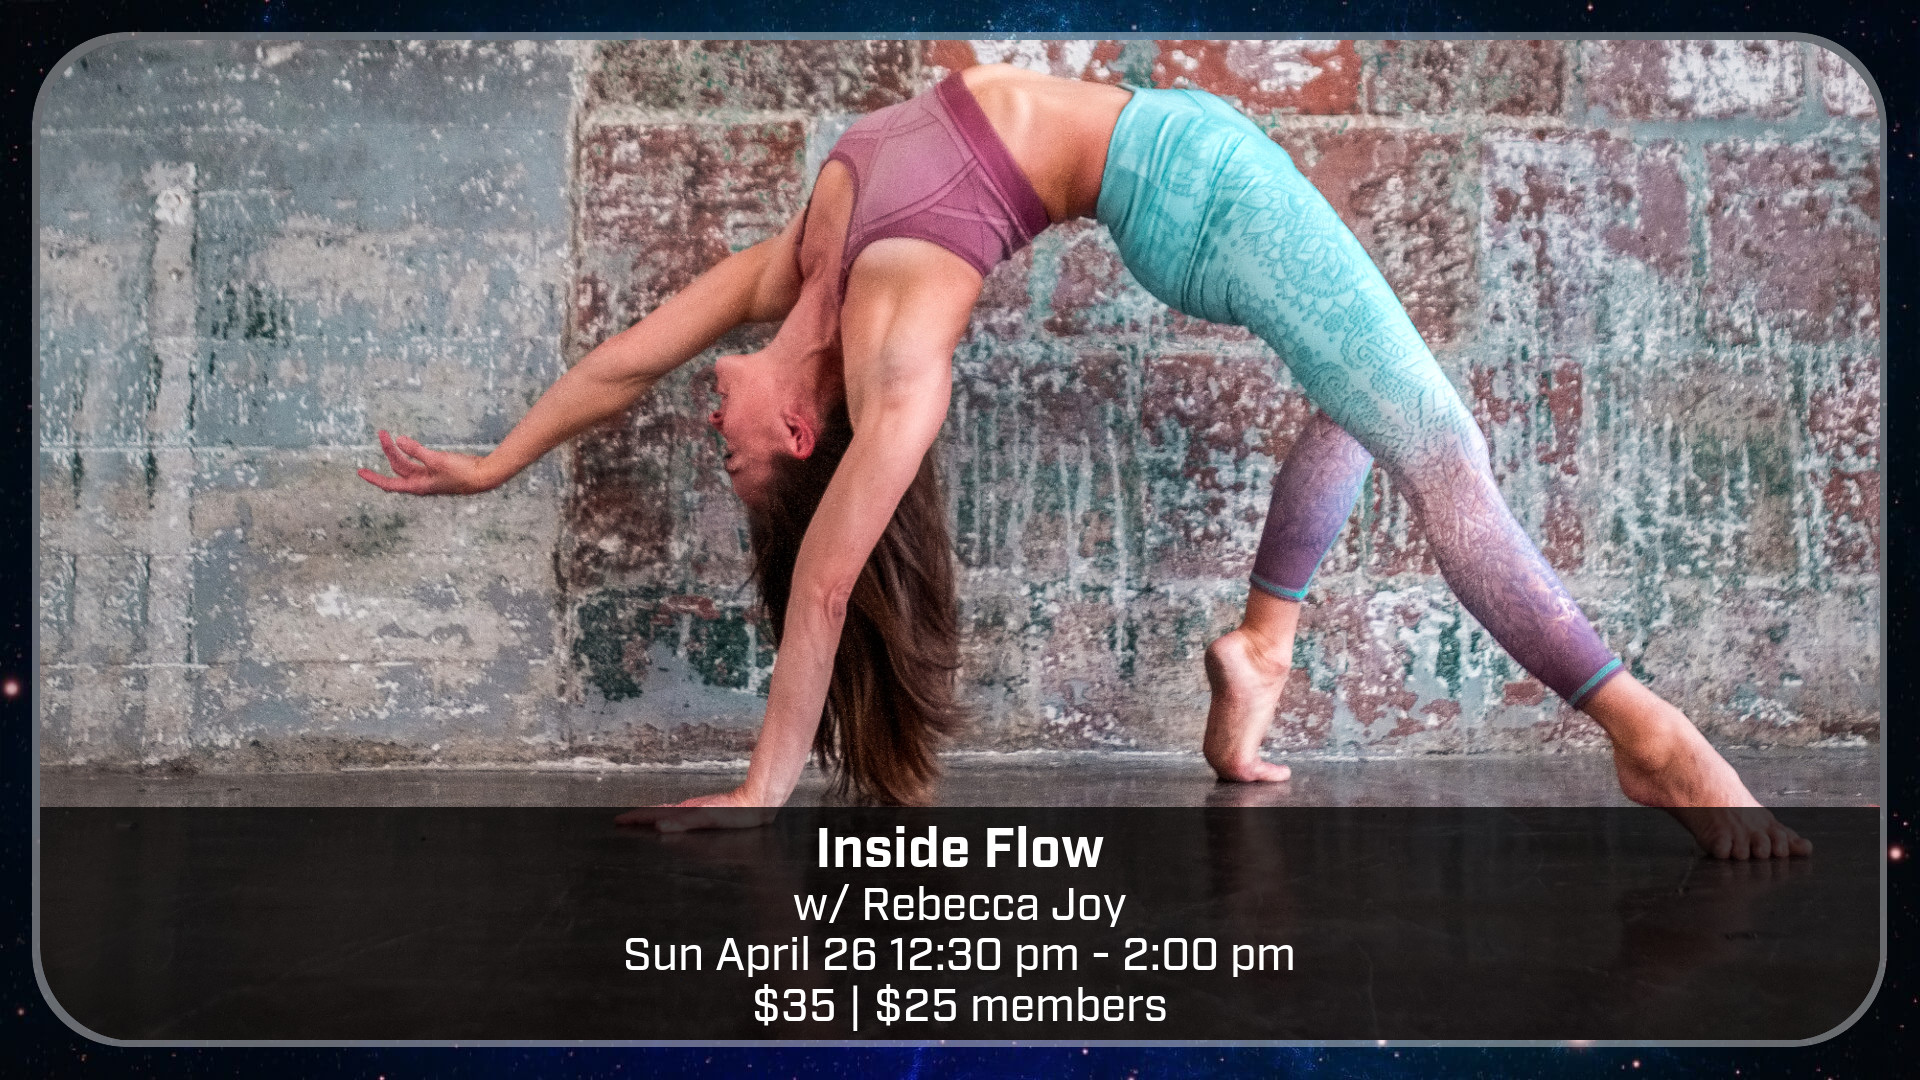 Inside Flow
w/ Rebecca Joy
Sun April 26 12:30 pm - 2:00 pm
$35 | $25 members